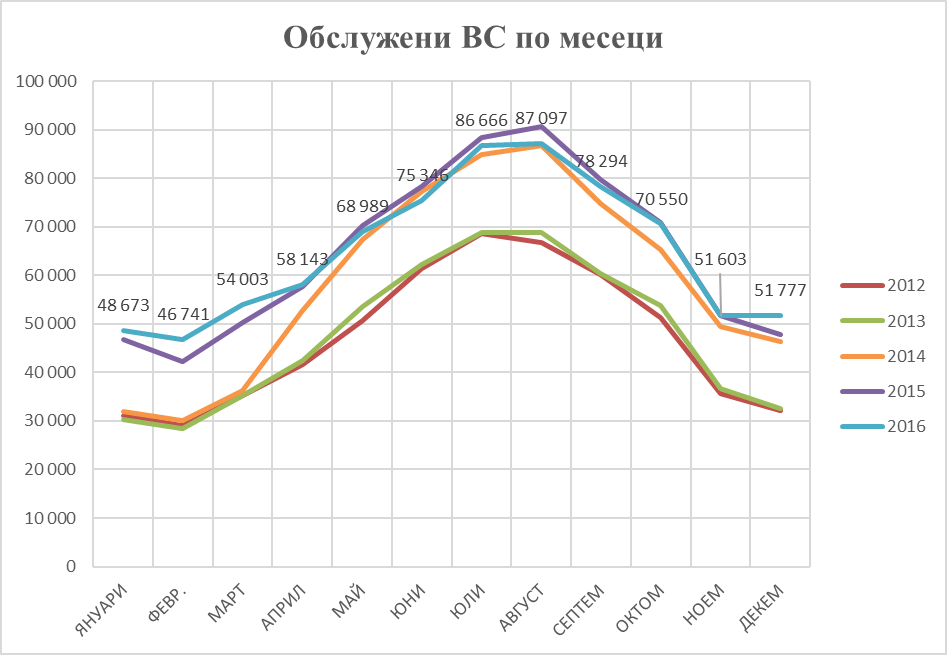 Обслужени ВС по месеци
100 000
90 000
80 000
70 000
60 000
50 000
40 000
30 000
20 000
10 000
0
48 673
46 741
54 003
58 143
68 989
75 346
86 666
87 097
78 294
70 550
51 603
51 777
ЯНУАРИ
ФЕВР.
МАРТ
АПРИЛ
МАЙ
ЮНИ
ЮЛИ
АВГУСТ
СЕПТЕМ
ОКТОМ
НОЕМ
ДЕКЕМ
2012
2013
2014
2015
2016